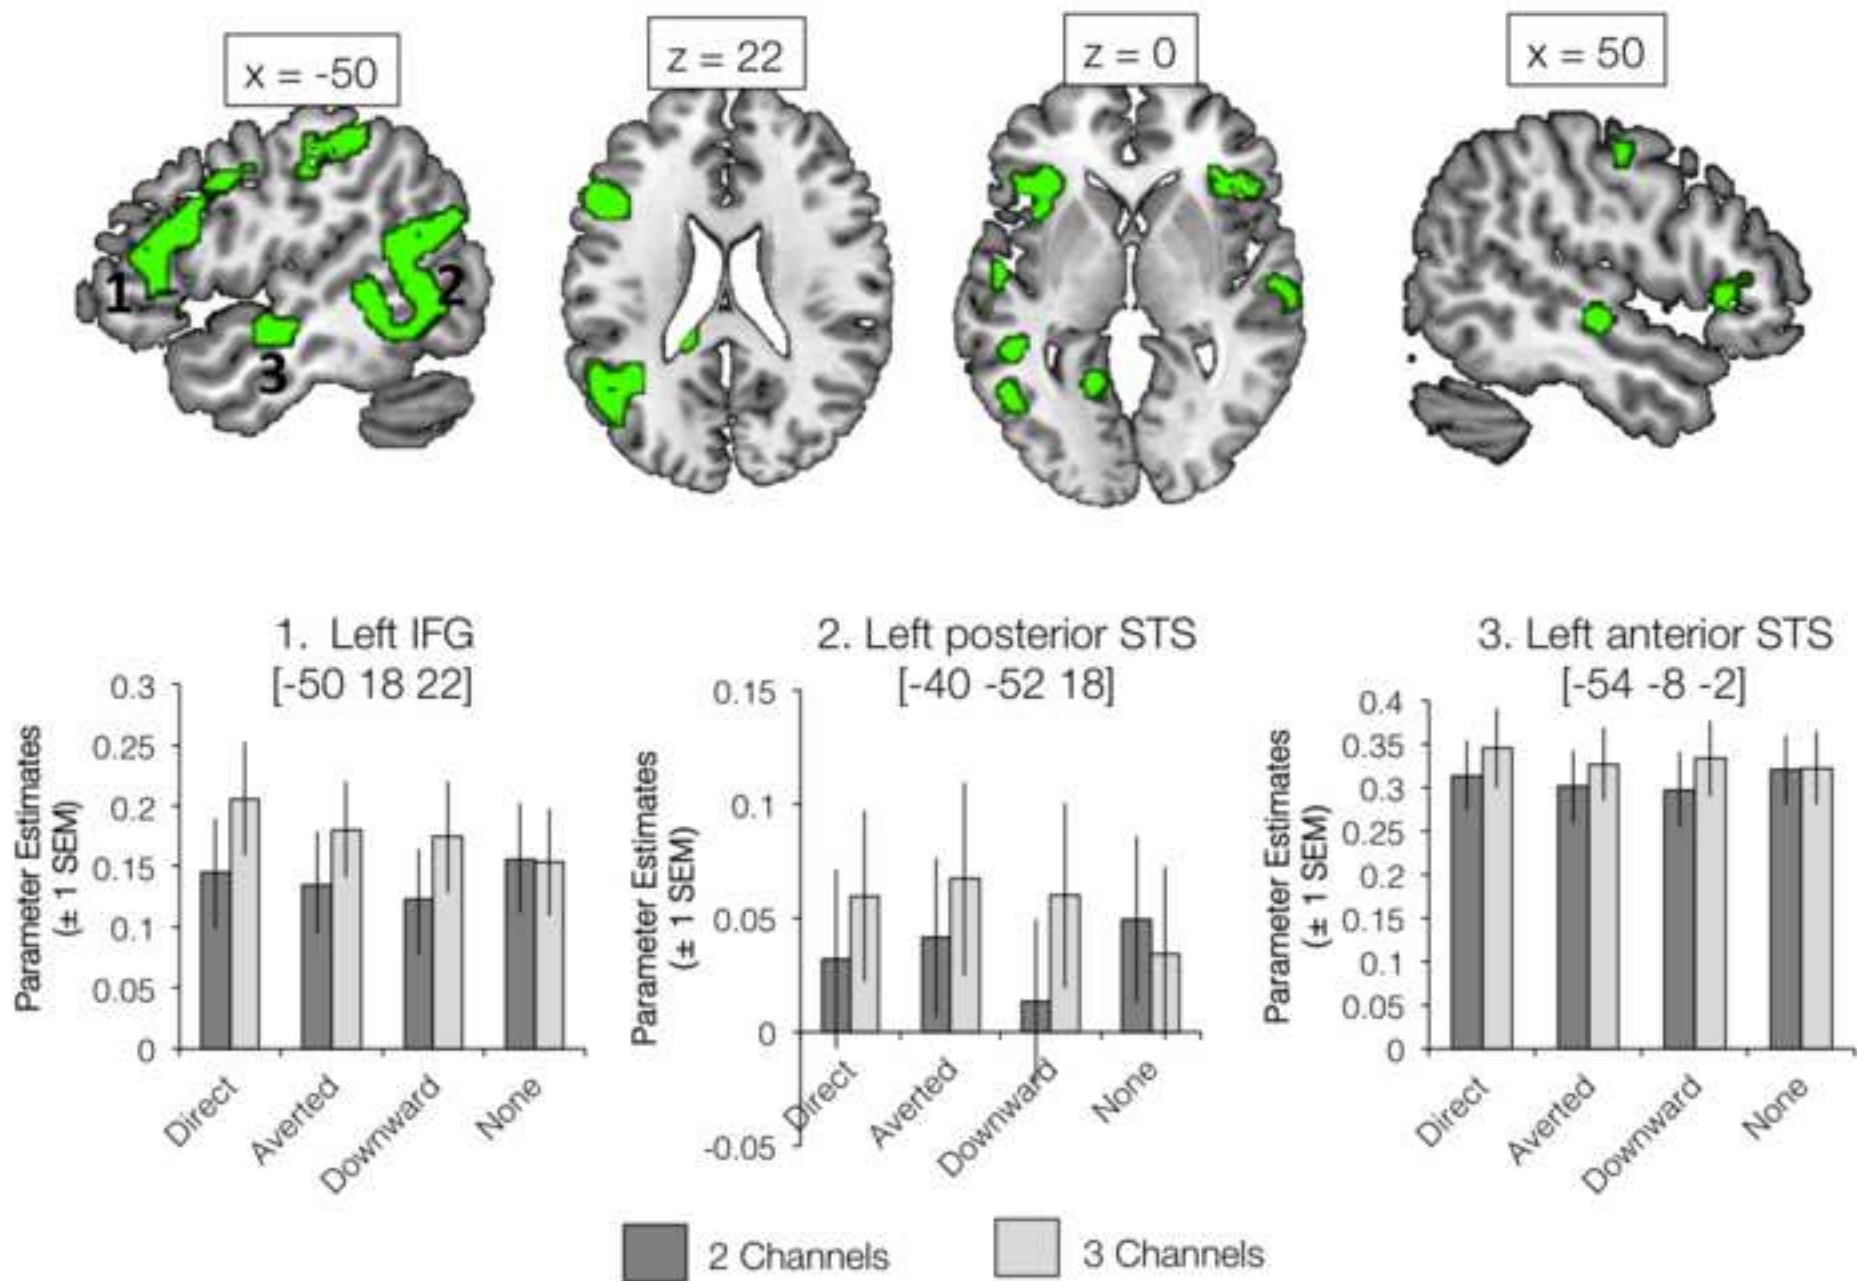 x = -50
z = 22
z = 0
x = 50
1
2
3
1. Left IFG
[-50 18 22]
Parameter Estimates
(± 1 SEM)
0.3
0.25
0.2
0.15
0.1
0.05
0
Direct
Averted
Downward
None
2. Left posterior STS
[-40 -52 18]
Parameter Estimates
(± 1 SEM)
0.15
0.1
0.05
0
-0.05
Direct
Averted
Downward
None
3. Left anterior STS
[-54 -8 -2]
Parameter Estimates
(± 1 SEM)
0.4
0.35
0.3
0.25
0.2
0.15
0.1
0.05
0
Direct
Averted
Downward
None
2 Channels
3 Channels